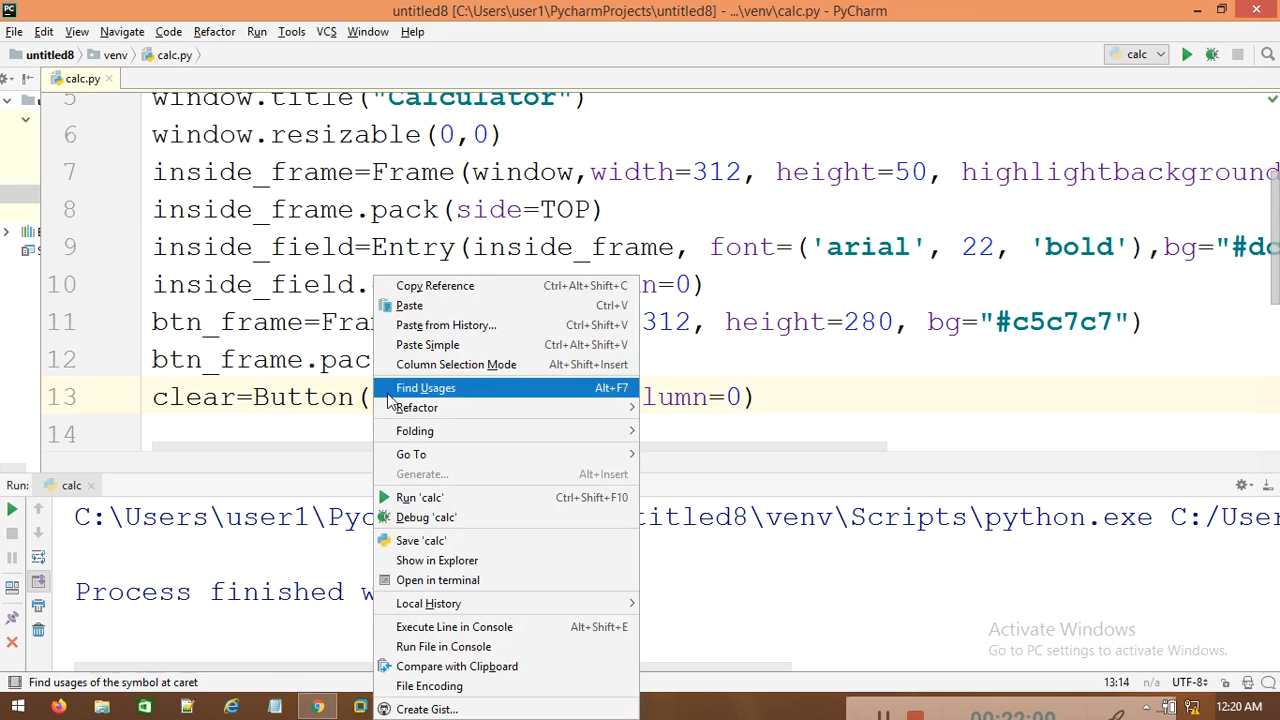 untitled8 [C:\Users\user1\PycharmProjects\untitled8] - ...\venv\calc.py - PyCharm
File Edit View Navigate Code Refactor Run Tools VCS Window Help
untitled8 venv calc.py calc
calc.py
5 window.title("Calculator")
6 window.resizable(0,0)
7 inside_frame=Frame(window,width=312, height=50, highlightbackground
8 inside_frame.pack(side=TOP)
9 inside_field=Entry(inside_frame, font=('arial', 22, 'bold'),bg="#dc
10 inside_field. n=0)
11 btn_frame=Fra 312, height=280, bg="#c5c7c7")
12 btn_frame.pac
13 clear=Button( lumn=0)
14
Copy Reference Ctrl+Alt+Shift+C
Paste Ctrl+V
Paste from History... Ctrl+Shift+V
Paste Simple Ctrl+Alt+Shift+V
Column Selection Mode Alt+Shift+Insert
Find Usages Alt+F7
Refactor
Folding
Go To
Generate... Alt+Insert
Run 'calc' Ctrl+Shift+F10
Debug 'calc'
Save 'calc'
Show in Explorer
Open in terminal
Local History
Execute Line in Console Alt+Shift+E
Run File in Console
Compare with Clipboard
File Encoding
Create Gist...
Run: calc
C:\Users\user1\Pyc titled8\venv\Scripts\python.exe C:/User
Process finished w
Activate Windows
Go to PC settings to activate Windows.
Find usages of the symbol at caret 13:14 n/a UTF-8
12:20 AM